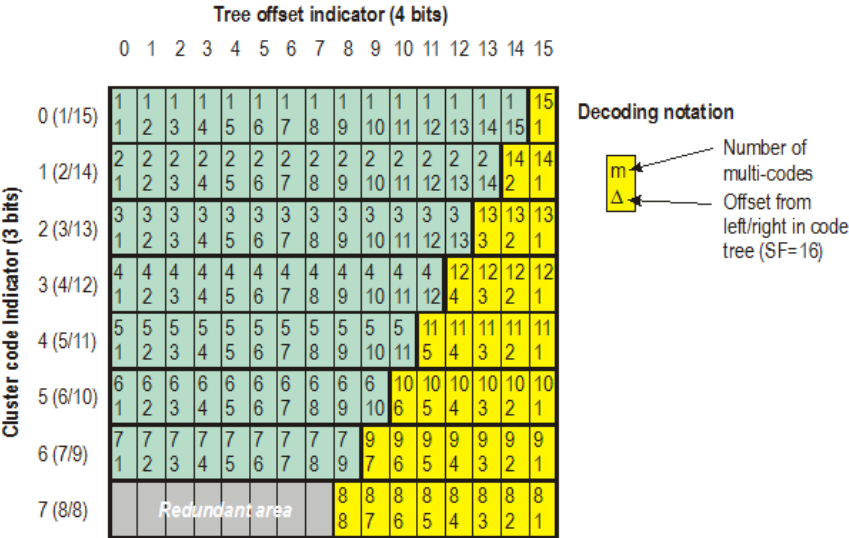 Tree offset indicator (4 bits)
0 1 2 3 4 5 6 7 8 9 10 11 12 13 14 15
Cluster code Indicator (3 bits)
0 (1/15)
1 1 1 1 1 1 1 1 1 1 1 1 1 1 1 15
1 2 3 4 5 6 7 8 9 10 11 12 13 14 15 1
1 (2/14)
2 2 2 2 2 2 2 2 2 2 2 2 2 2 14 14
1 2 3 4 5 6 7 8 9 10 11 12 13 14 2 1
2 (3/13)
3 3 3 3 3 3 3 3 3 3 3 3 3 13 13 13
1 2 3 4 5 6 7 8 9 10 11 12 13 3 2 1
3 (4/12)
4 4 4 4 4 4 4 4 4 4 4 4 12 12 12 12
1 2 3 4 5 6 7 8 9 10 11 12 4 3 2 1
4 (5/11)
5 5 5 5 5 5 5 5 5 5 5 11 11 11 11 11
1 2 3 4 5 6 7 8 9 10 11 5 4 3 2 1
5 (6/10)
6 6 6 6 6 6 6 6 6 6 10 10 10 10 10 10
1 2 3 4 5 6 7 8 9 10 6 5 4 3 2 1
6 (7/9)
7 7 7 7 7 7 7 7 7 9 9 9 9 9 9 9
1 2 3 4 5 6 7 8 9 7 6 5 4 3 2 1
7 (8/8)
Redundant area
8 8 8 8 8 8 8 8
8 7 6 5 4 3 2 1
Decoding notation
m
Δ
Number of
multi-codes
Offset from
left/right in code
tree (SF=16)